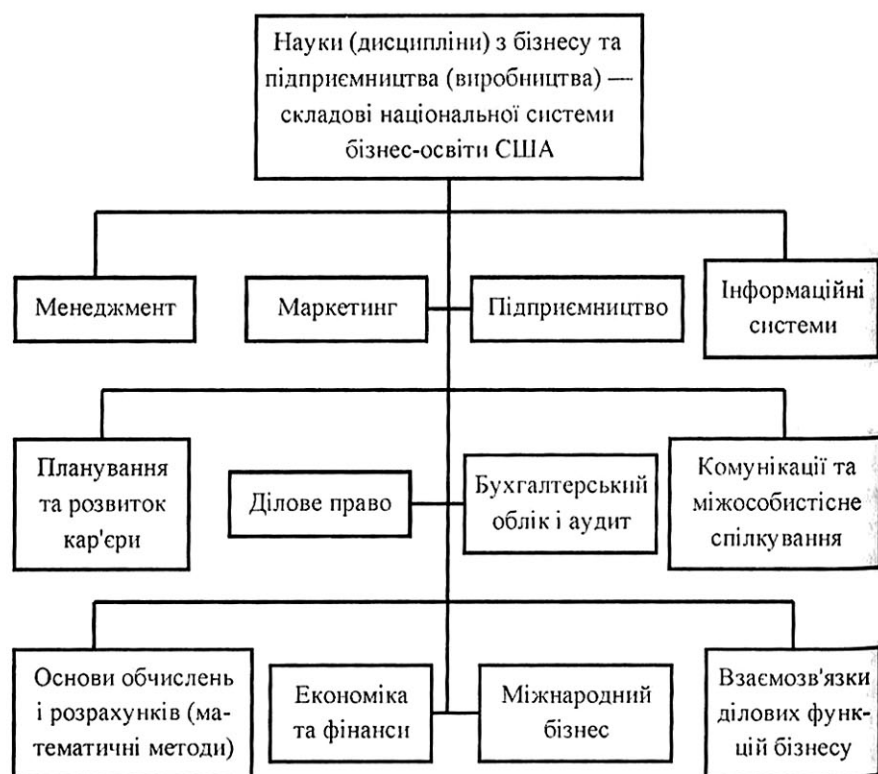 Науки (дисципліни) з бізнесу та
підприємництва (виробництва) —
складові національної системи
бізнес-освіти США
Менеджмент
Маркетинг
Підприємництво
Інформаційні
системи
Планування
та розвиток
кар'єри
Ділове право
Бухгалтерський
облік і аудит
Комунікації та
міжособистісне
спілкування
Основи обчислень
і розрахунків (ма-
тематичні методи)
Економіка
та фінанси
Міжнародний
бізнес
Взаємозв'язки
ділових функ-
цій бізнесу